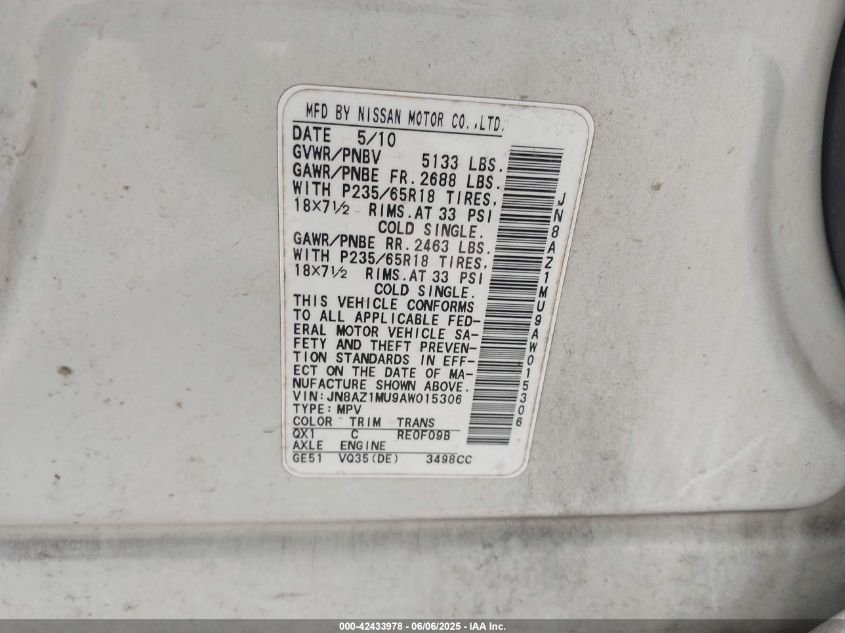 MFD BY NISSAN MOTOR CO.,LTD.
DATE 5/10
GVWR/PNBV 5133 LBS.
GAWR/PNBE FR. 2688 LBS.
WITH P235/65R18 TIRES,
18X7½ RIMS.AT 33 PSI
COLD SINGLE.
GAWR/PNBE RR. 2463 LBS.
WITH P235/65R18 TIRES,
18X7½ RIMS.AT 33 PSI
COLD SINGLE.
THIS VEHICLE CONFORMS
TO ALL APPLICABLE FED-
ERAL MOTOR VEHICLE SA-
FETY AND THEFT PREVEN-
TION STANDARDS IN EFF-
ECT ON THE DATE OF MA-
NUFACTURE SHOWN ABOVE.
VIN:JN8AZ1MU9AW015306
TYPE:MPV
COLOR TRIM TRANS
QX1 C RE0F09B
AXLE ENGINE
GE51 VQ35(DE) 3498CC
JN8AZ1MU9AW015306
000-42433978 - 06/06/2025 - IAA Inc.